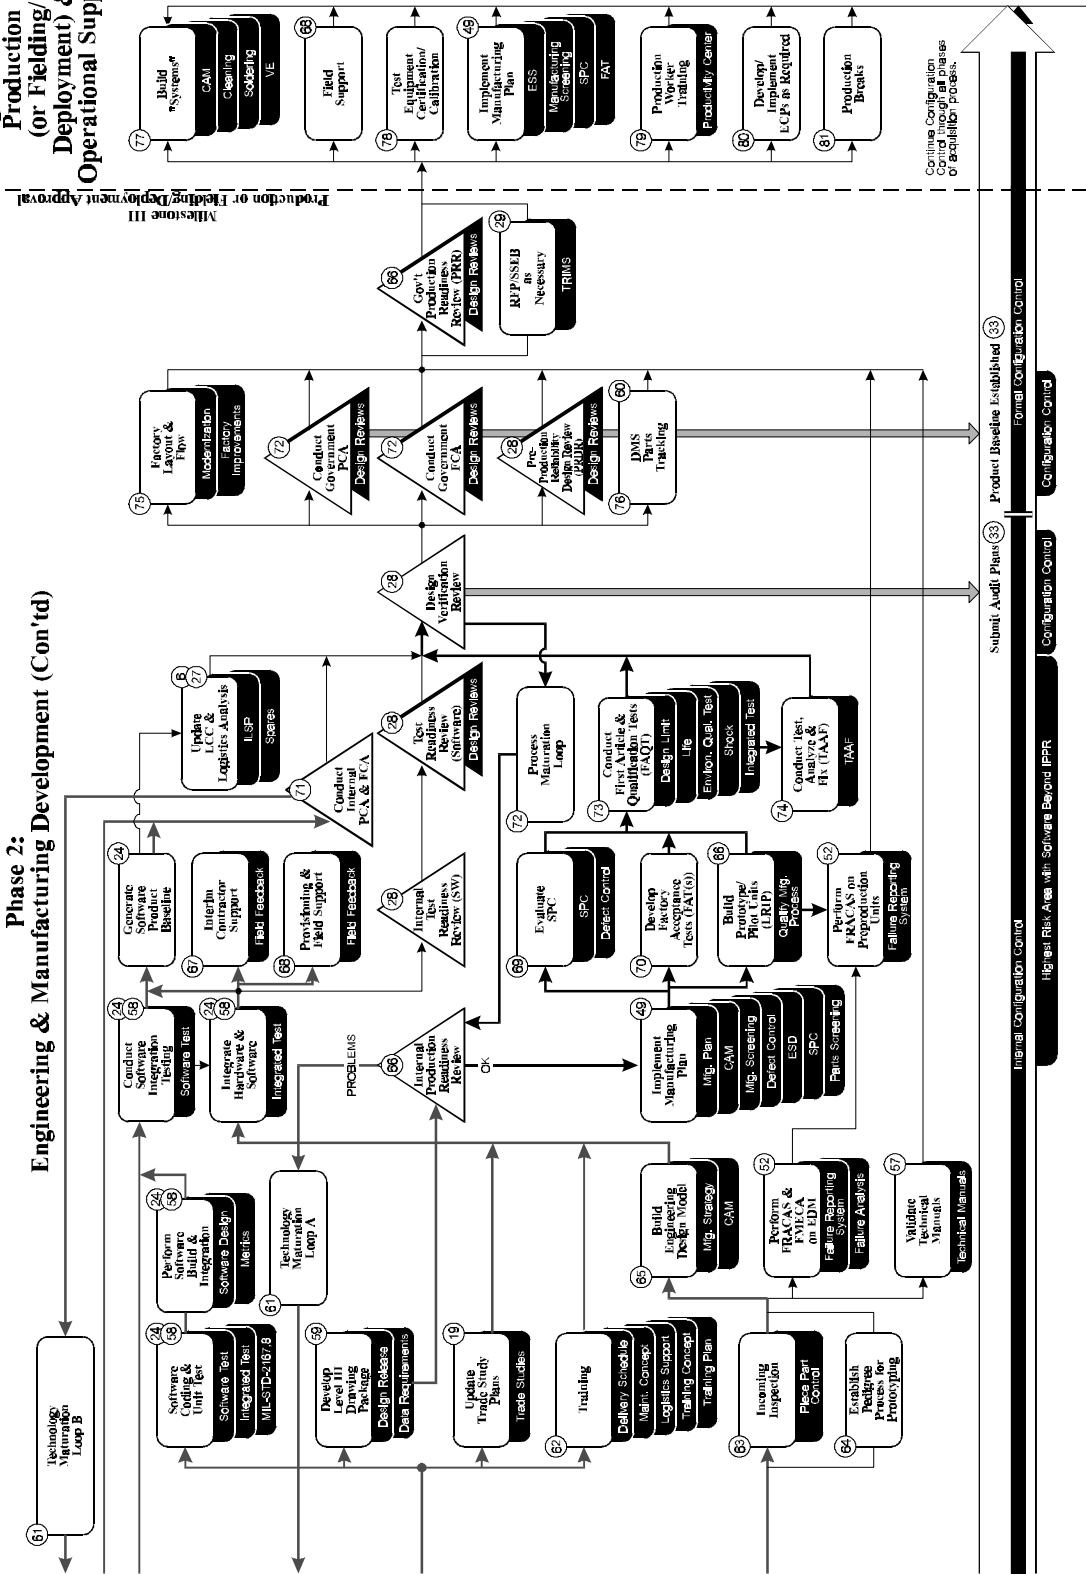 Phase 2:
Engineering & Manufacturing Development (Con'td)
Production
(or Fielding/
Deployment) &
Operational Supp
61
Technology
Maturation
Loop B
24
58
Software
Coding &
Unit Test
Software Test
Integrated Test
MIL-STD-2167.8
24
58
Perform
Software
Build &
Integration
Software Design
Metrics
61
Technology
Maturation
Loop A
59
Develop
Level III
Drawing
Package
Design Release
Data Requirements
19
Update
Trade Study
Plans
Trade Studies
62
Training
Delivery Schedule
Maint. Concept
Logistics Support
Training Concept
Training Plan
63
Incoming
Inspection
Piece Part
Control
64
Establish
Pedigree
Process for
Prototyping
65
Build
Engineering
Design Model
Mfg. Strategy
CAM
52
Perform
FRACAS &
FMECA
on EDM
Failure Reporting
System
Failure Analysis
57
Validate
Technical
Manuals
Technical Manuals
24
58
Conduct
Software
Integration
Testing
Software Test
24
58
Integrate
Hardware &
Software
Integrated Test
PROBLEMS
66
Internal
Production
Readiness
Review
OK
49
Implement
Manufacturing
Plan
Mfg. Plan
CAM
Mfg. Screening
Defect Control
ESD
SPC
Parts Screening
24
Generate
Software
Product
Baseline
67
Interim
Contractor
Support
Field Feedback
68
Provisioning &
Field Support
Field Feedback
28
Internal
Test
Readiness
Review (SW)
69
Evaluate
SPC
SPC
Defect Control
70
Develop
Factory
Acceptance
Tests (FAT(s))
66
Build
Prototype/
Pilot Units
(LRIP)
Qualify Mfg.
Process
52
Perform
FRACAS on
Preproduction
Units
Failure Reporting
System
6
27
Update
LCC &
Logistics Analysis
ILSP
Spares
71
Conduct
Internal
PCA & FCA
28
Test
Readiness
Review
(Software)
Design Reviews
72
Process
Maturation
Loop
73
Conduct
First Article &
Qualification Tests
(FAQT)
Design Limit
Life
Environ. Qual. Test
Shock
Integrated Test
74
Conduct Test,
Analyze &
Fix (TAAF)
TAAF
28
Design
Verification
Review
75
Factory
Layout &
Flow
Modernization
Factory
Improvements
72
Conduct
Government
PCA
Design Reviews
72
Conduct
Government
FCA
Design Reviews
28
Pre-
Production
Reliability
Design Review
(PRDR)
Design Reviews
60
76
DMS
Parts
Tracking
66
Gov't
Production
Readiness
Review (PRR)
Design Reviews
29
RFP/SSEB
as
Necessary
TRIMS
Milestone III
Production or Fielding/Deployment Approval
77
Build
"Systems"
CAM
Cleaning
Soldering
VE
68
Field
Support
78
Test
Equipment
Certification/
Calibration
49
Implement
Manufacturing
Plan
ESS
Manufacturing
Screening
SPC
FAT
79
Production
Worker
Training
Productivity Center
80
Develop/
Implement
ECPs as Required
81
Production
Breaks
Continue Configuration
Control through all phases
of acquisition process.
Submit Audit Plans 33
Product Baseline Established 33
Internal Configuration Control
Formal Configuration Control
Highest Risk Area with Software Beyond IPPR
Configuration Control
Configuration Control